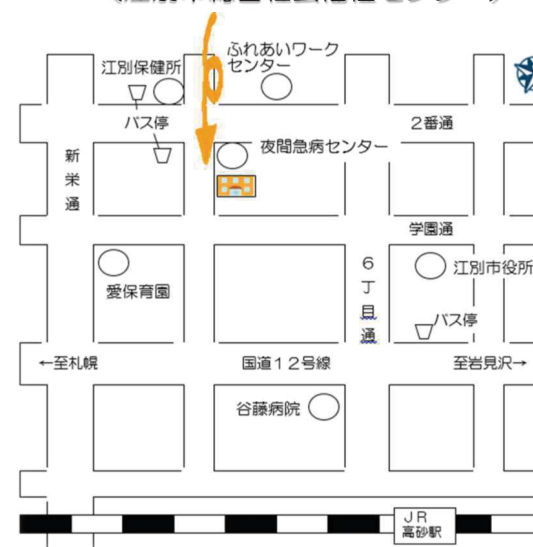 ふれあいワーク
センター
江別保健所
バス停
2番通
夜間急病センター
新栄通
学園通
6丁目通
江別市役所
愛保育園
バス停
←至札幌
国道12号線
至岩見沢→
谷藤病院
JR
高砂駅